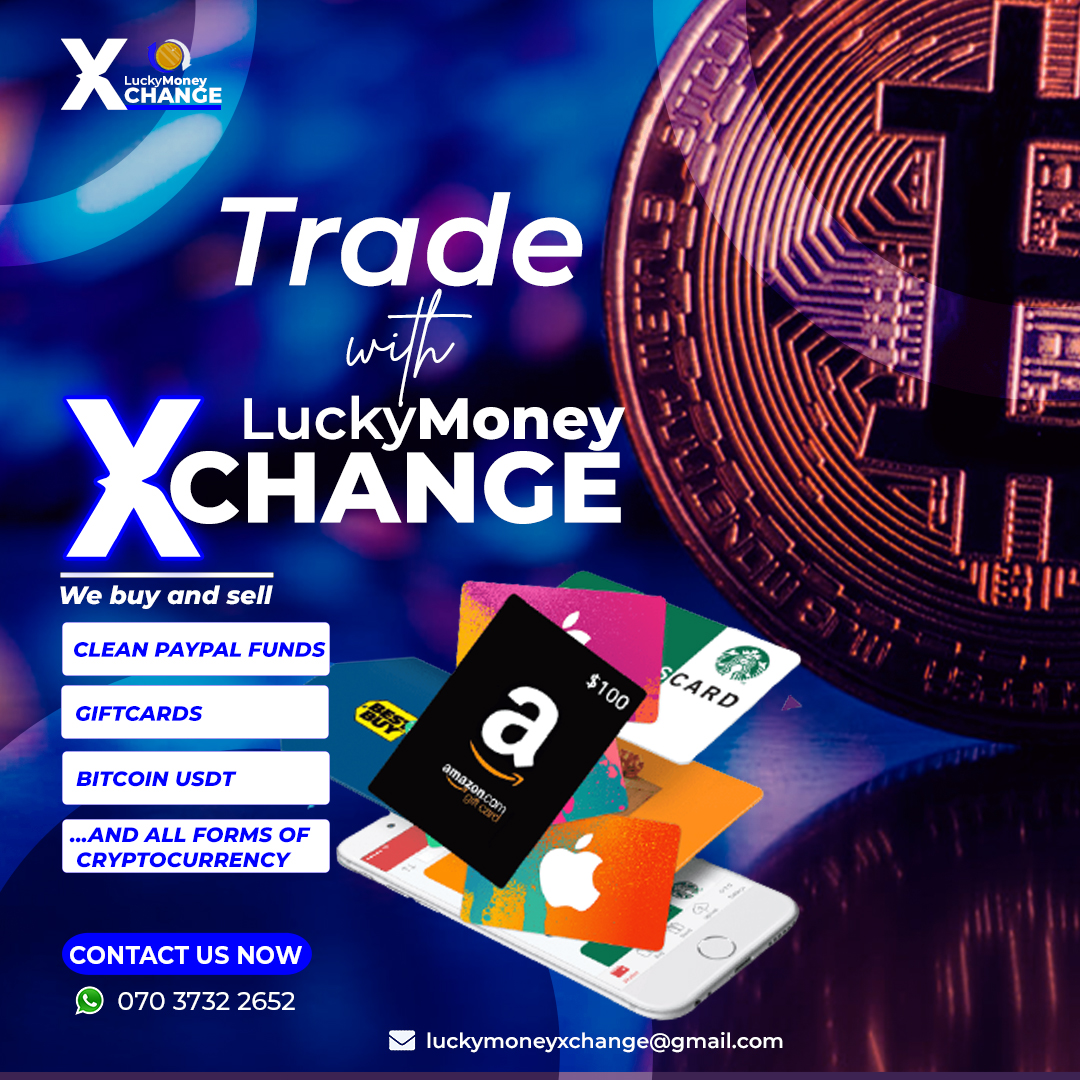 LuckyMoney
XCHANGE
Trade
with
LuckyMoney
XCHANGE
We buy and sell
CLEAN PAYPAL FUNDS
GIFTCARDS
BITCOIN USDT
...AND ALL FORMS OF
CRYPTOCURRENCY
BEST
BUY
$100
a
amazon.com
gift card
SCARD
CONTACT US NOW
070 3732 2652
luckymoneyxchange@gmail.com